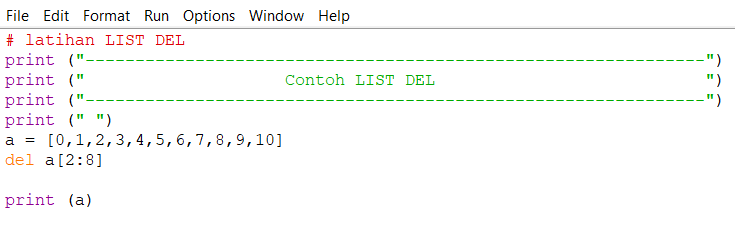 File Edit Format Run Options Window Help
# latihan LIST DEL
print ("--------------------------------------------------------------")
print ("                    Contoh LIST DEL                           ")
print ("--------------------------------------------------------------")
print (" ")
a = [0,1,2,3,4,5,6,7,8,9,10]
del a[2:8]
print (a)